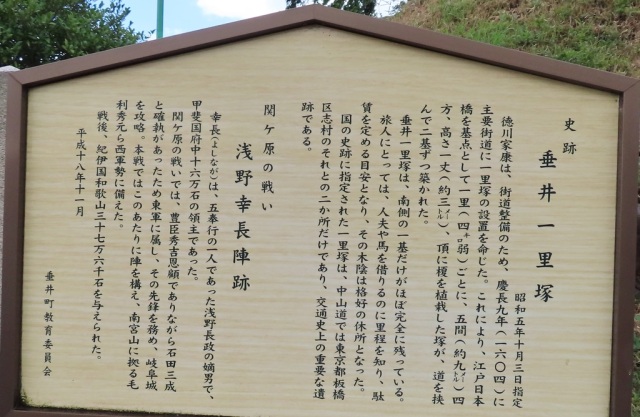 史跡
垂井一里塚
昭和五年十月三日指定
徳川家康は、街道整備のため、慶長九年(一六〇四)に
主要街道に一里塚の設置を命じた。これにより、江戸日本
橋を基点として一里(四キロ弱)ごとに、五間(約九メートル)四
方、高さ一丈(約三メートル)、頂に榎を植栽した塚が、道を挟
んで二基ずつ築かれた。
垂井一里塚は、南側の一基だけがほぼ完全に残っている。
旅人にとっては、人夫や馬を借りるのに里程を知り、駄
賃を定める目安となり、その木陰は格好の休所となった。
国の史跡に指定された一里塚は、中山道では東京都板橋
区志村のそれとの二か所だけであり、交通史上の重要な遺
跡である。
関ケ原の戦い
浅野幸長陣跡
幸長(よしなが)は、五奉行の一人であった浅野長政の嫡男で、
甲斐国府中十六万石の領主であった。
関ケ原の戦いでは、豊臣秀吉恩顧でありながら石田三成
と確執があったため東軍に属し、その先鋒を務め、岐阜城
を攻略。本戦ではこのあたりに陣を構え、南宮山に拠る毛
利秀元ら西軍勢に備えた。
戦後、紀伊国和歌山三十七万六千石を与えられた。
平成十八年十一月
垂井町教育委員会